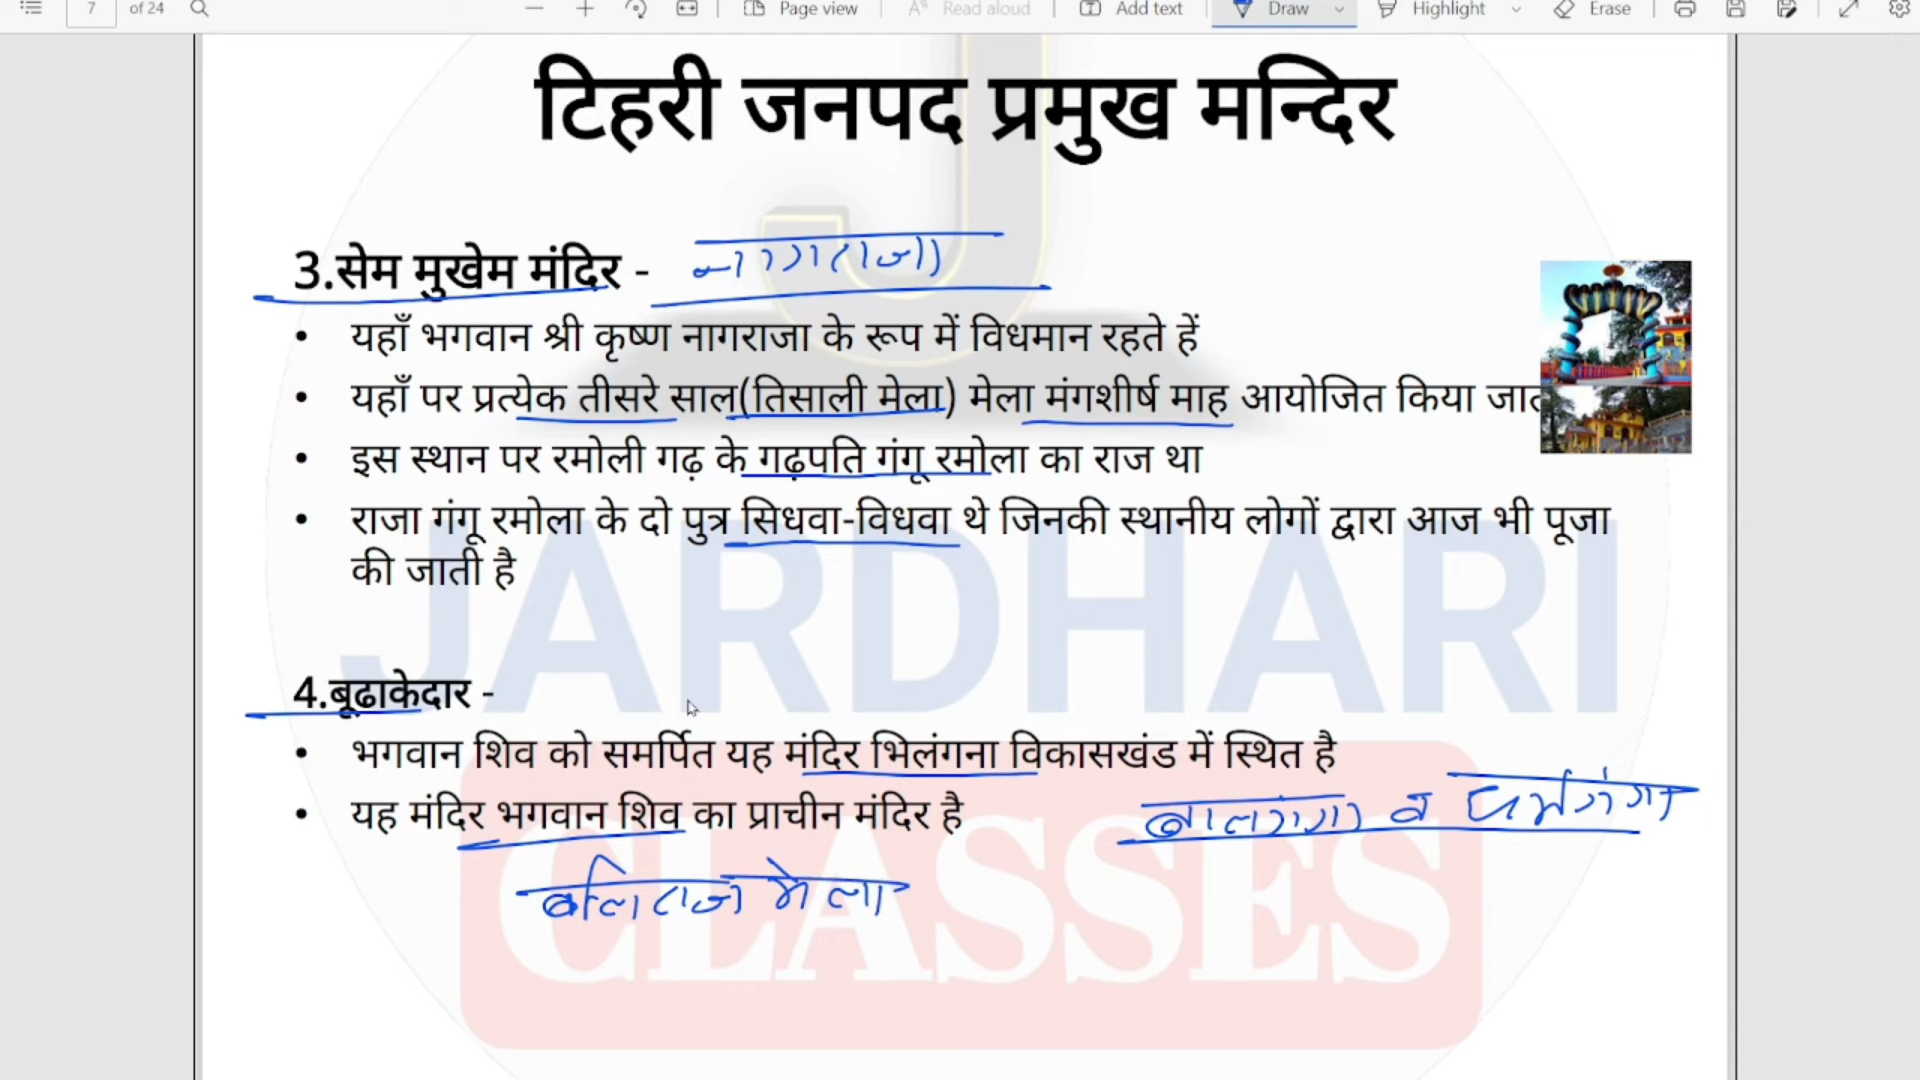 7 of 24 Page view Read aloud Add text Draw Highlight Erase
टिहरी जनपद प्रमुख मन्दिर
3.सेम मुखेम मंदिर - नागराजा
• यहाँ भगवान श्री कृष्ण नागराजा के रूप में विधमान रहते हें
• यहाँ पर प्रत्येक तीसरे साल(तिसाली मेला) मेला मंगशीर्ष माह आयोजित किया जात
• इस स्थान पर रमोली गढ़ के गढ़पति गंगू रमोला का राज था
• राजा गंगू रमोला के दो पुत्र सिधवा-विधवा थे जिनकी स्थानीय लोगों द्वारा आज भी पूजा
की जाती है
4.बूढाकेदार -
• भगवान शिव को समर्पित यह मंदिर भिलंगना विकासखंड में स्थित है
• यह मंदिर भगवान शिव का प्राचीन मंदिर है
बालगंगा व धर्मगंगा
बलिराज मेला
JARDHARI
CLASSES